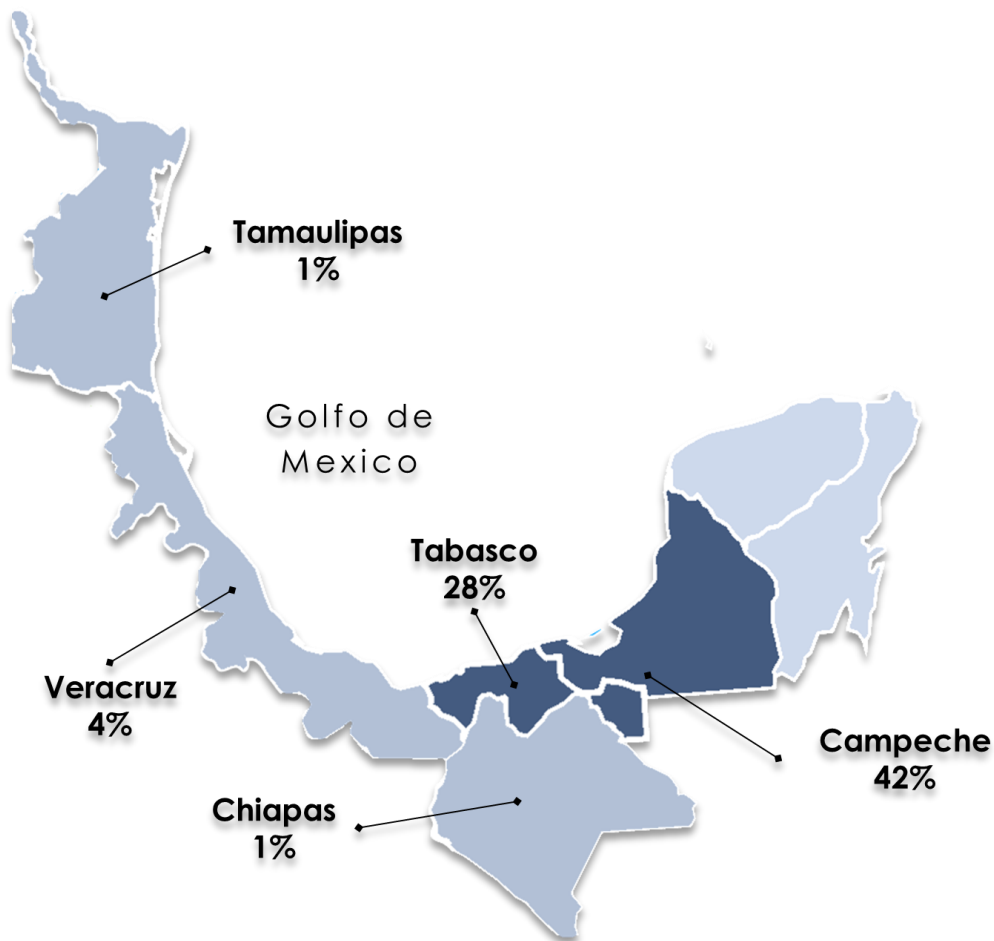 Tamaulipas
1%
Golfo de
Mexico
Tabasco
28%
Veracruz
4%
Campeche
42%
Chiapas
1%